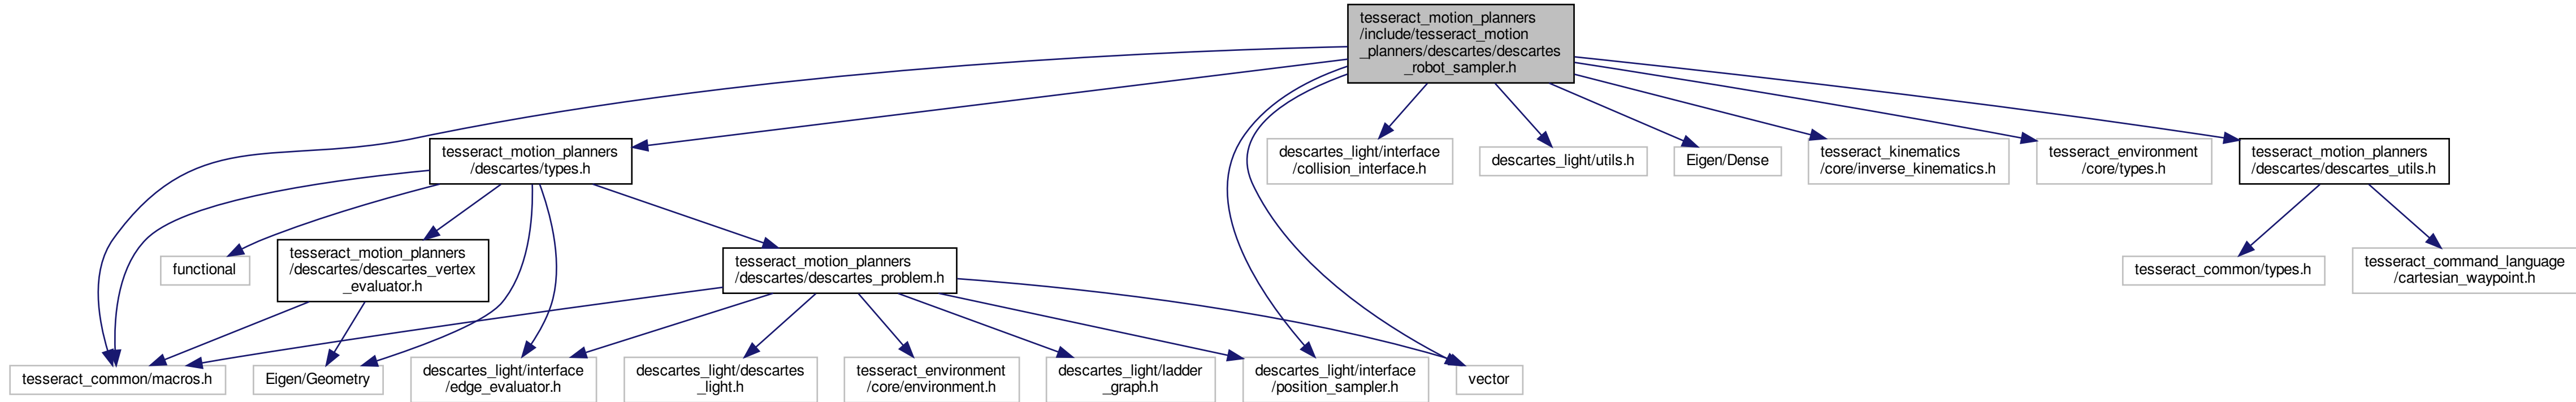 tesseract_motion_planners
/include/tesseract_motion
_planners/descartes/descartes
_robot_sampler.h
tesseract_motion_planners
/descartes/types.h
descartes_light/interface
/collision_interface.h
descartes_light/utils.h
Eigen/Dense
tesseract_kinematics
/core/inverse_kinematics.h
tesseract_environment
/core/types.h
tesseract_motion_planners
/descartes/descartes_utils.h
functional
tesseract_motion_planners
/descartes/descartes_vertex
_evaluator.h
tesseract_motion_planners
/descartes/descartes_problem.h
tesseract_common/types.h
tesseract_command_language
/cartesian_waypoint.h
tesseract_common/macros.h
Eigen/Geometry
descartes_light/interface
/edge_evaluator.h
descartes_light/descartes
_light.h
tesseract_environment
/core/environment.h
descartes_light/ladder
_graph.h
descartes_light/interface
/position_sampler.h
vector